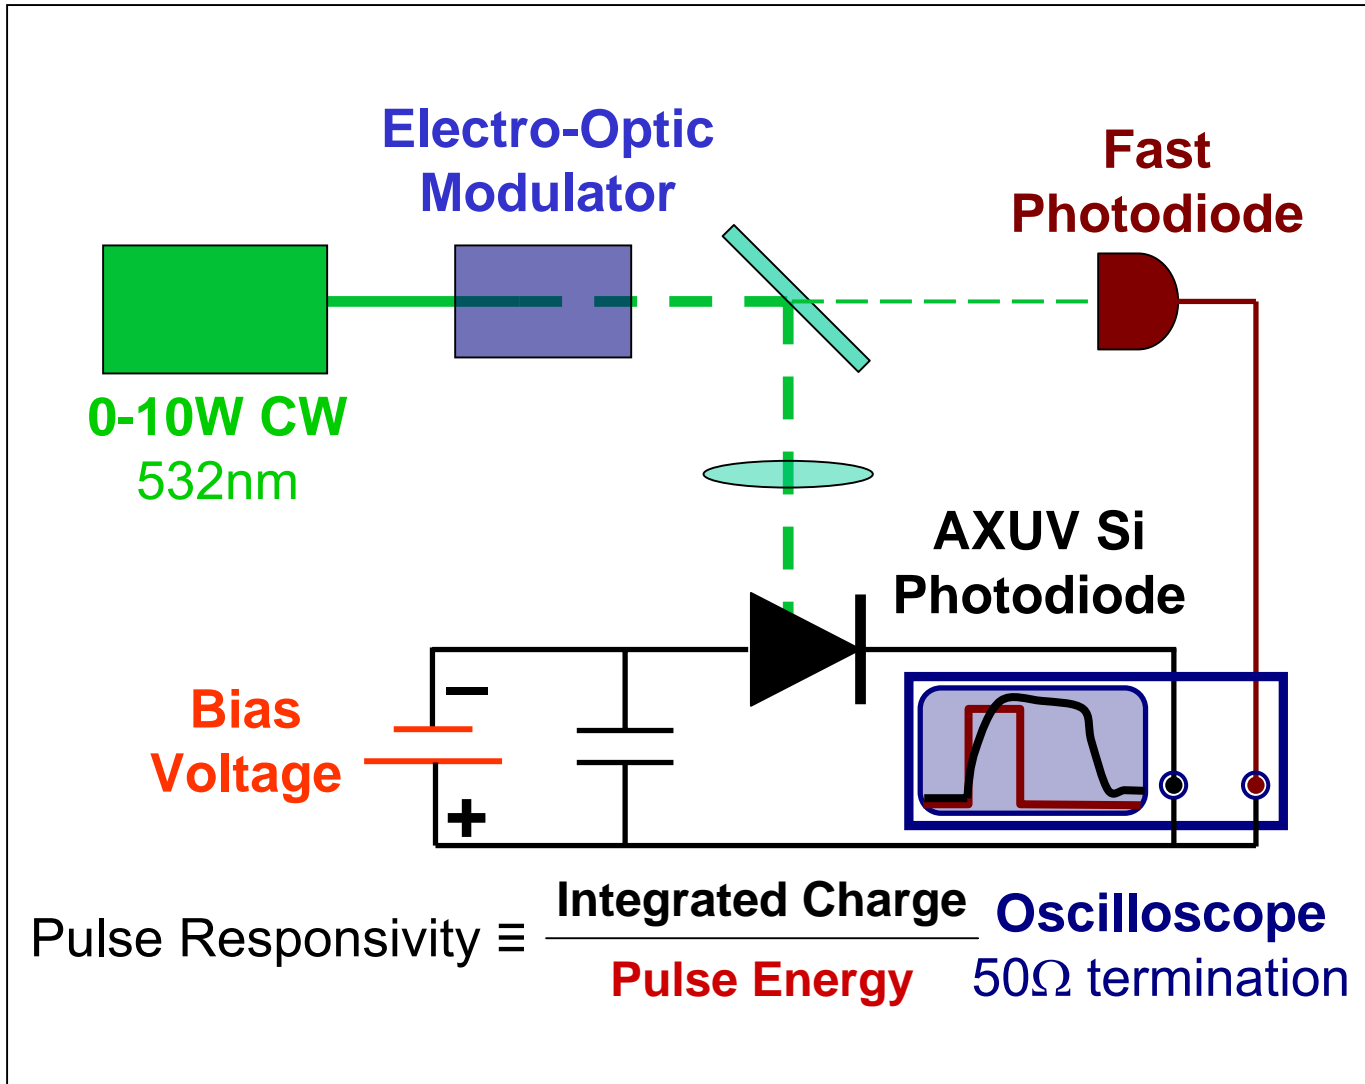 Electro-Optic
Modulator
Fast
Photodiode
0-10W CW
532nm
AXUV Si
Photodiode
Bias
Voltage
−
+
Pulse Responsivity ≡
Integrated Charge
Pulse Energy
Oscilloscope
50Ω termination